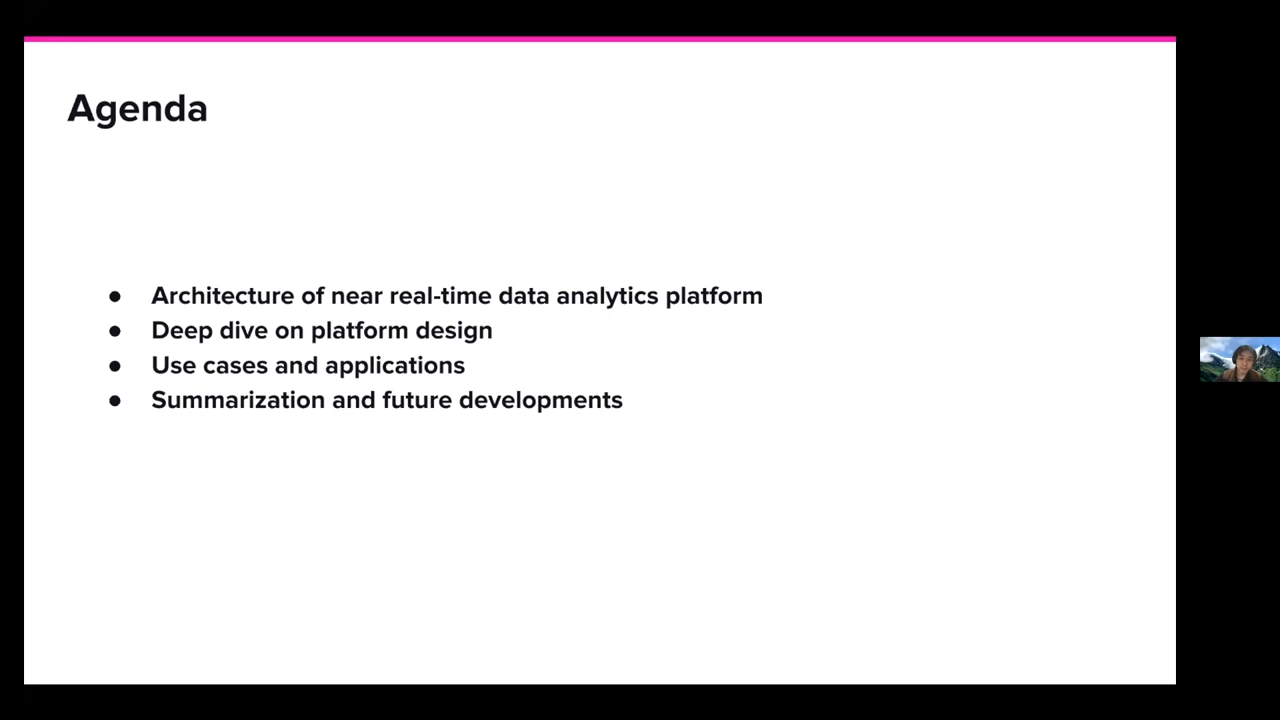 Agenda
● Architecture of near real-time data analytics platform
● Deep dive on platform design
● Use cases and applications
● Summarization and future developments